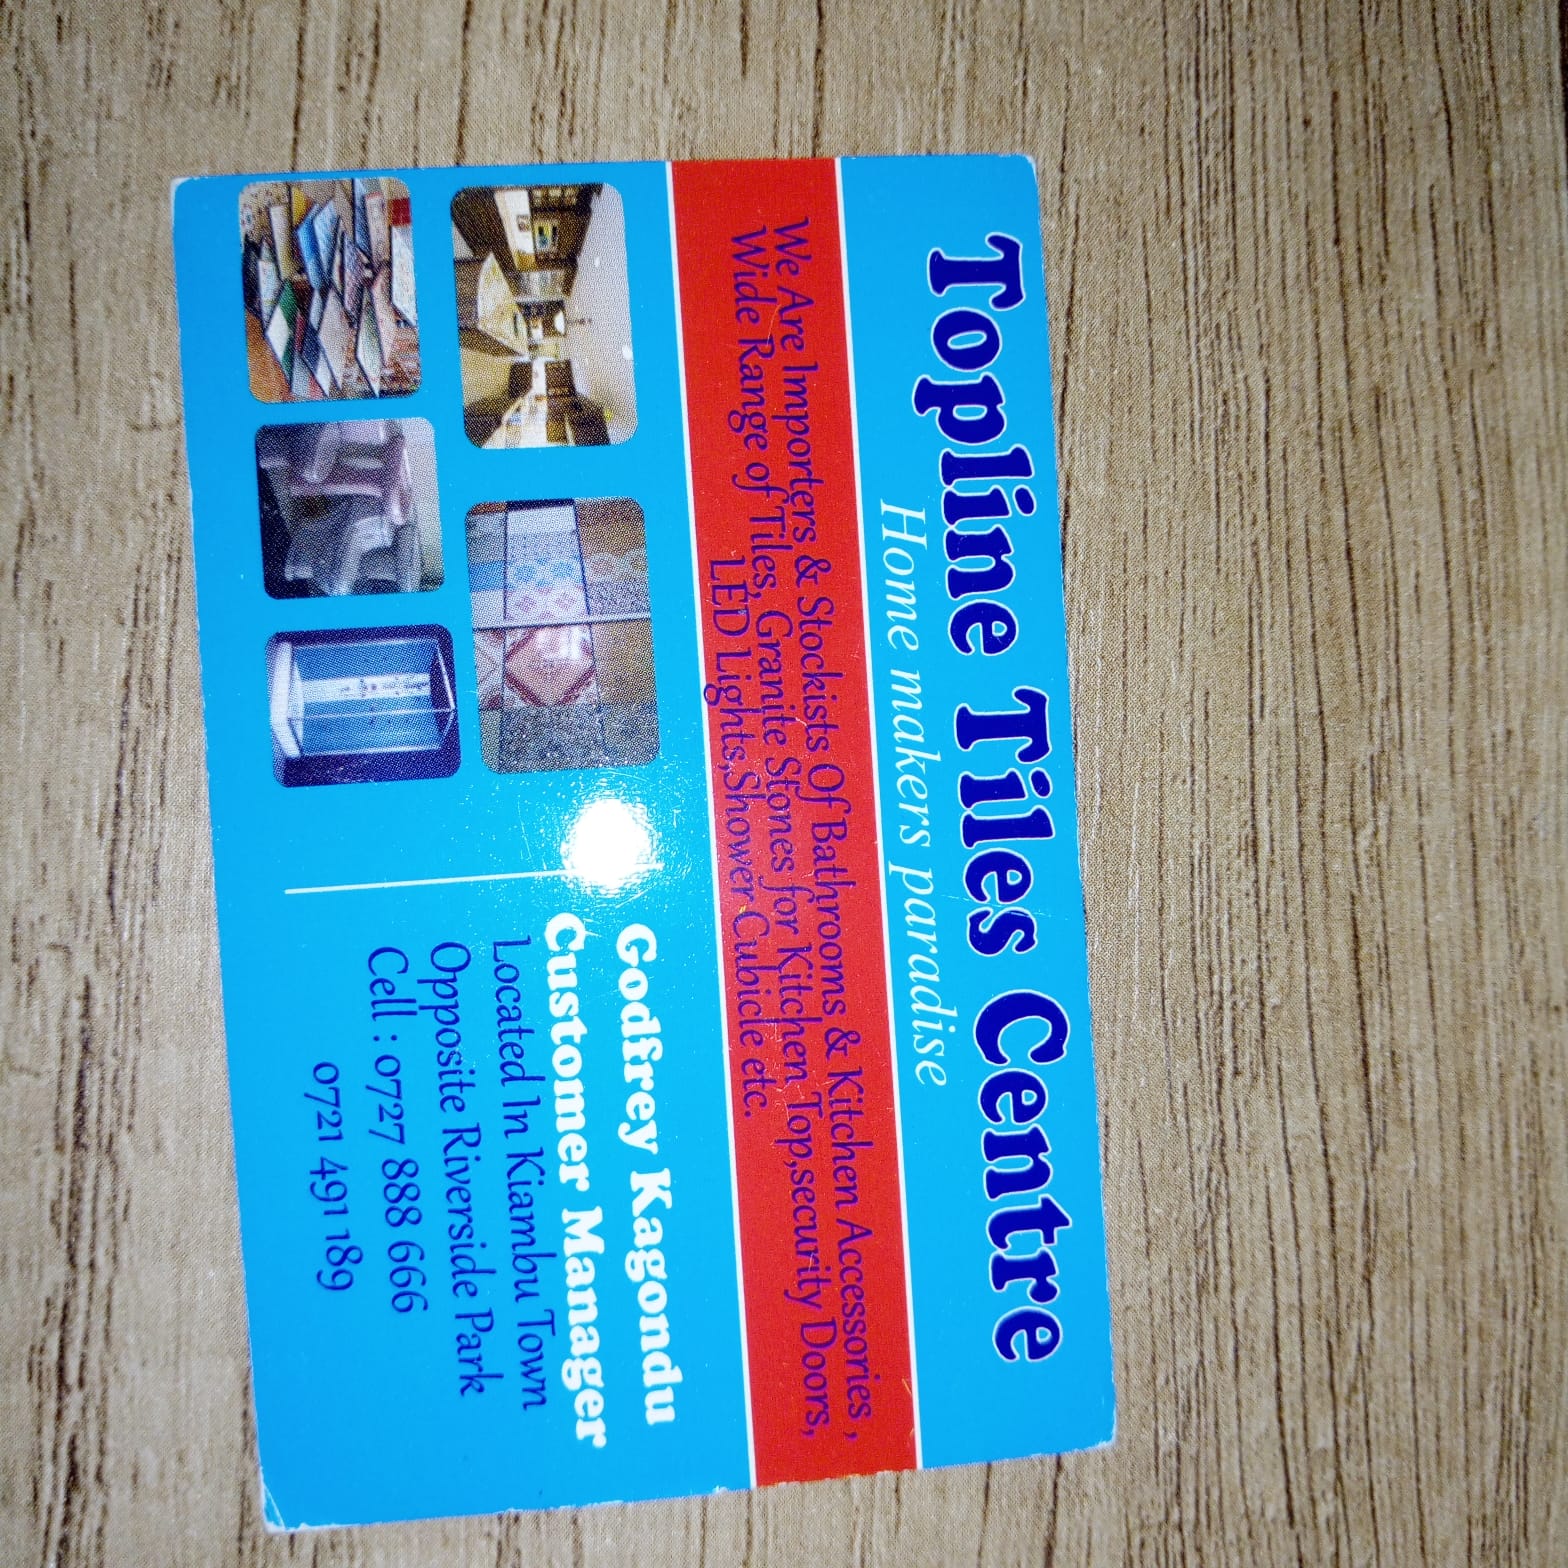 Topline Tiles Centre
Home makers paradise
We Are Importers & Stockists Of Bathrooms & Kitchen Accessories ,
Wide Range of Tiles, Granite Stones for Kitchen Top,security Doors,
LED Lights,Shower Cubicle etc.
Godfrey Kagondu
Customer Manager
Located In Kiambu Town
Opposite Riverside Park
Cell : 0727 888 666
0721 491 189